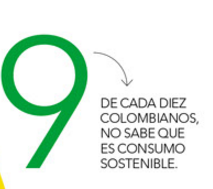 9
DE CADA DIEZ
COLOMBIANOS,
NO SABE QUE
ES CONSUMO
SOSTENIBLE.